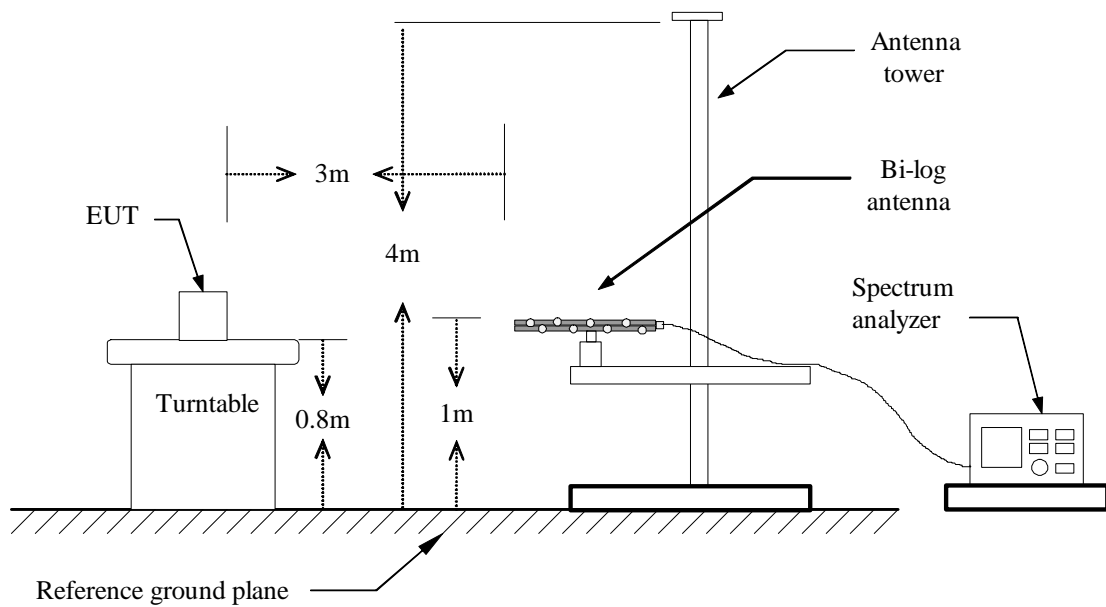 Antenna
tower
3m
Bi-log
antenna
EUT
4m
Spectrum
analyzer
Turntable
0.8m
1m
Reference ground plane